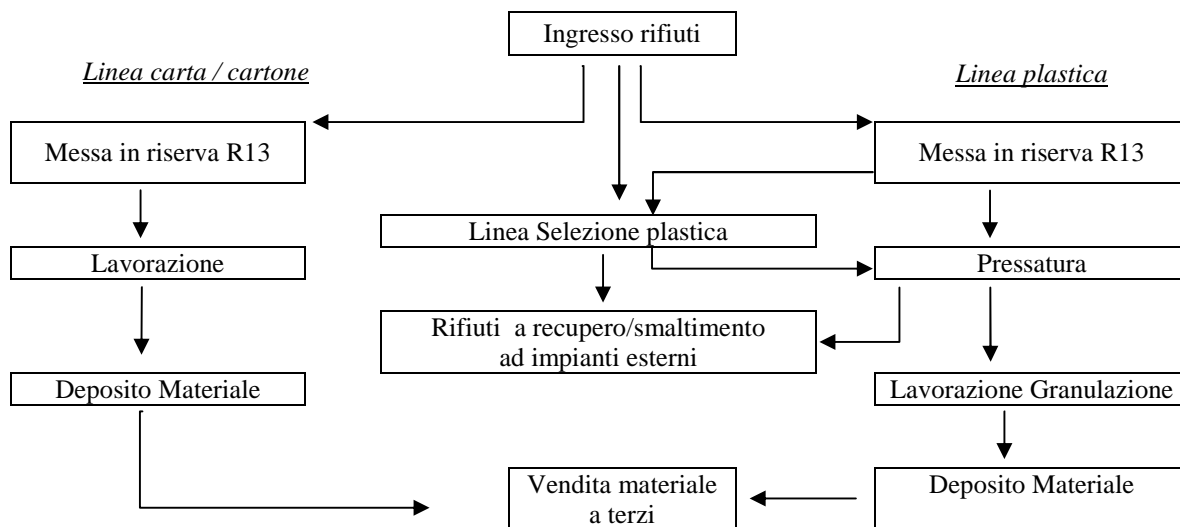 Ingresso rifiuti
Linea carta / cartone
Linea plastica
Messa in riserva R13
Messa in riserva R13
Linea Selezione plastica
Lavorazione
Pressatura
Rifiuti a recupero/smaltimento
ad impianti esterni
Deposito Materiale
Lavorazione Granulazione
Vendita materiale
a terzi
Deposito Materiale